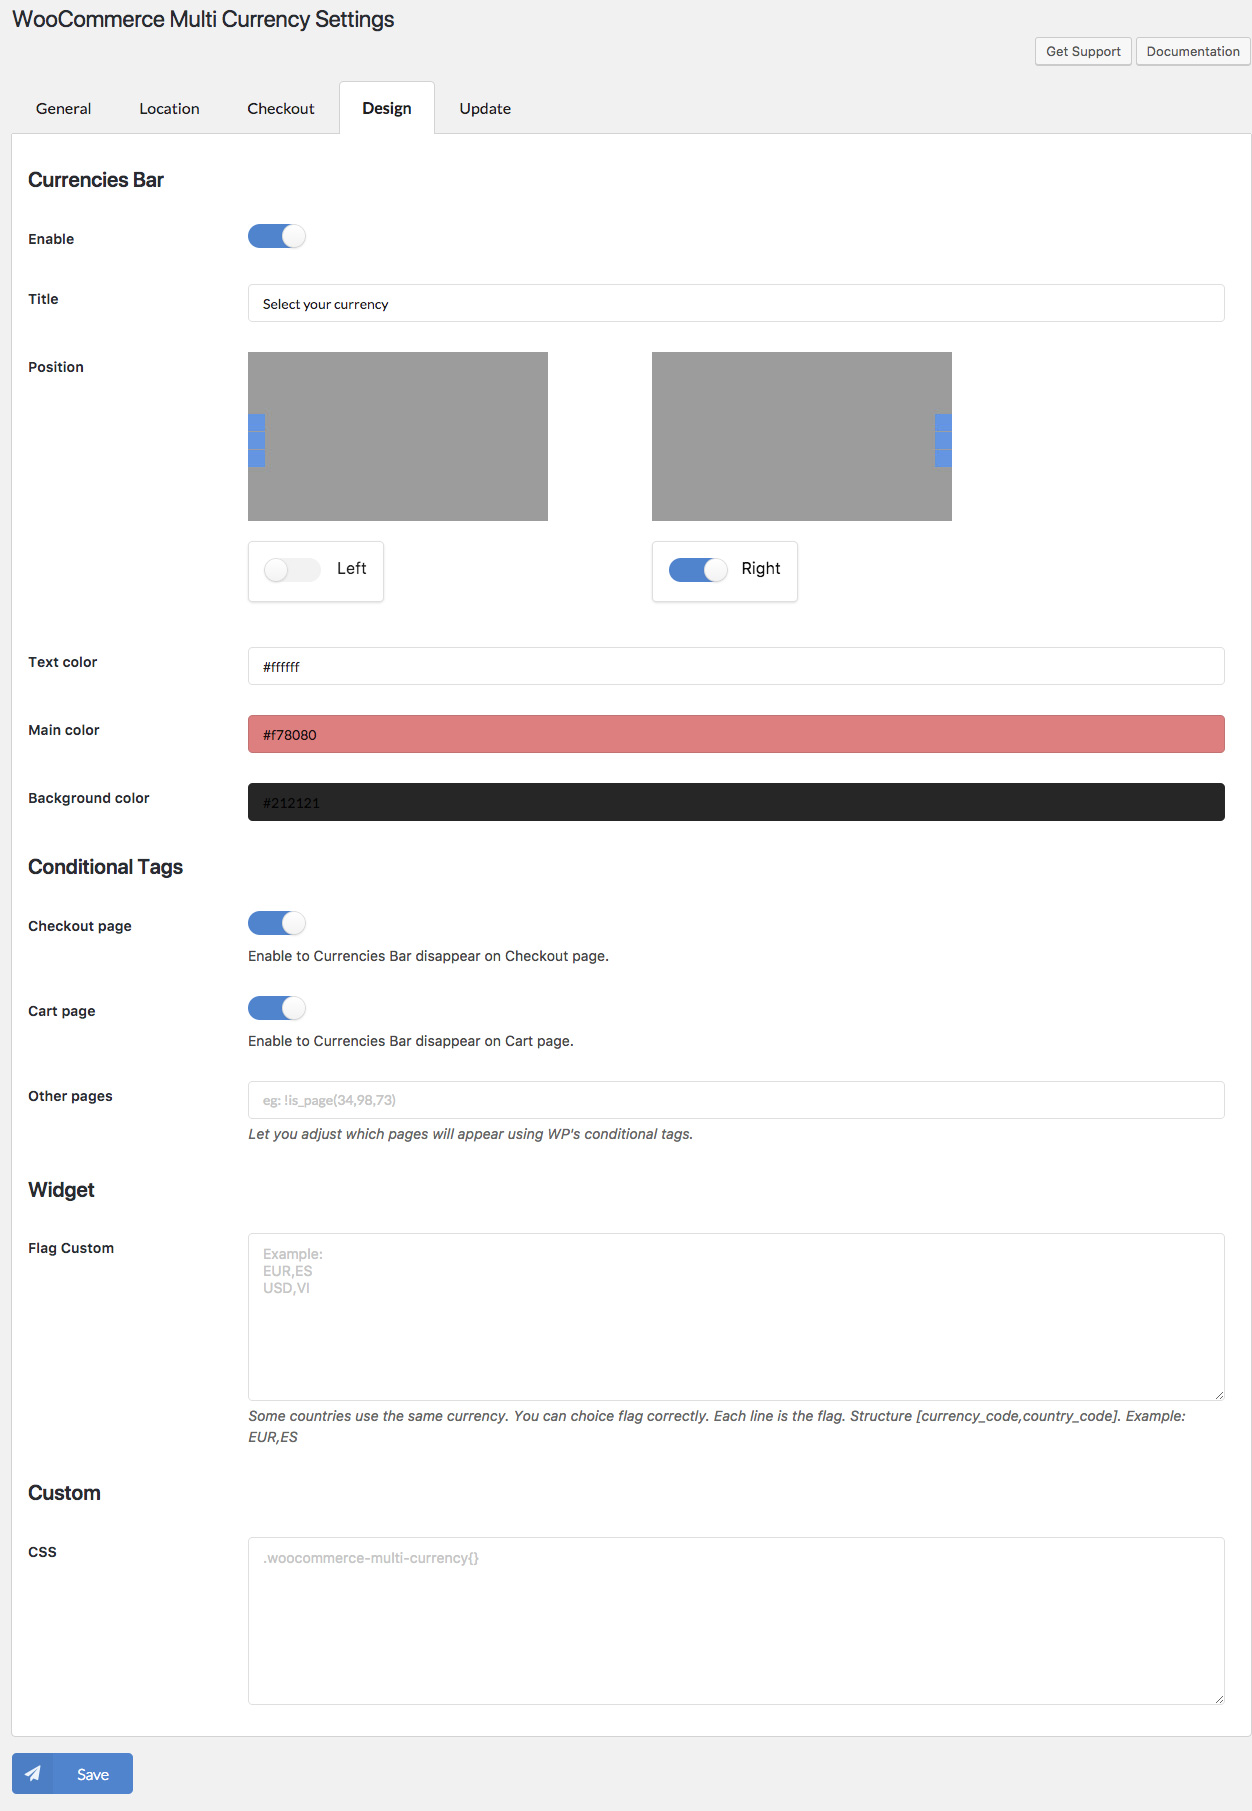 WooCommerce Multi Currency Settings
Get Support
Documentation
General
Location
Checkout
Design
Update
Currencies Bar
Enable
Title
Select your currency
Position
Left
Right
Text color
#ffffff
Main color
#f78080
Background color
#212121
Conditional Tags
Checkout page
Enable to Currencies Bar disappear on Checkout page.
Cart page
Enable to Currencies Bar disappear on Cart page.
Other pages
eg: !is_page(34,98,73)
Let you adjust which pages will appear using WP's conditional tags.
Widget
Flag Custom
Example:
EUR,ES
USD,VI
Some countries use the same currency. You can choice flag correctly. Each line is the flag. Structure [currency_code,country_code]. Example:
EUR,ES
Custom
CSS
.woocommerce-multi-currency{}
Save